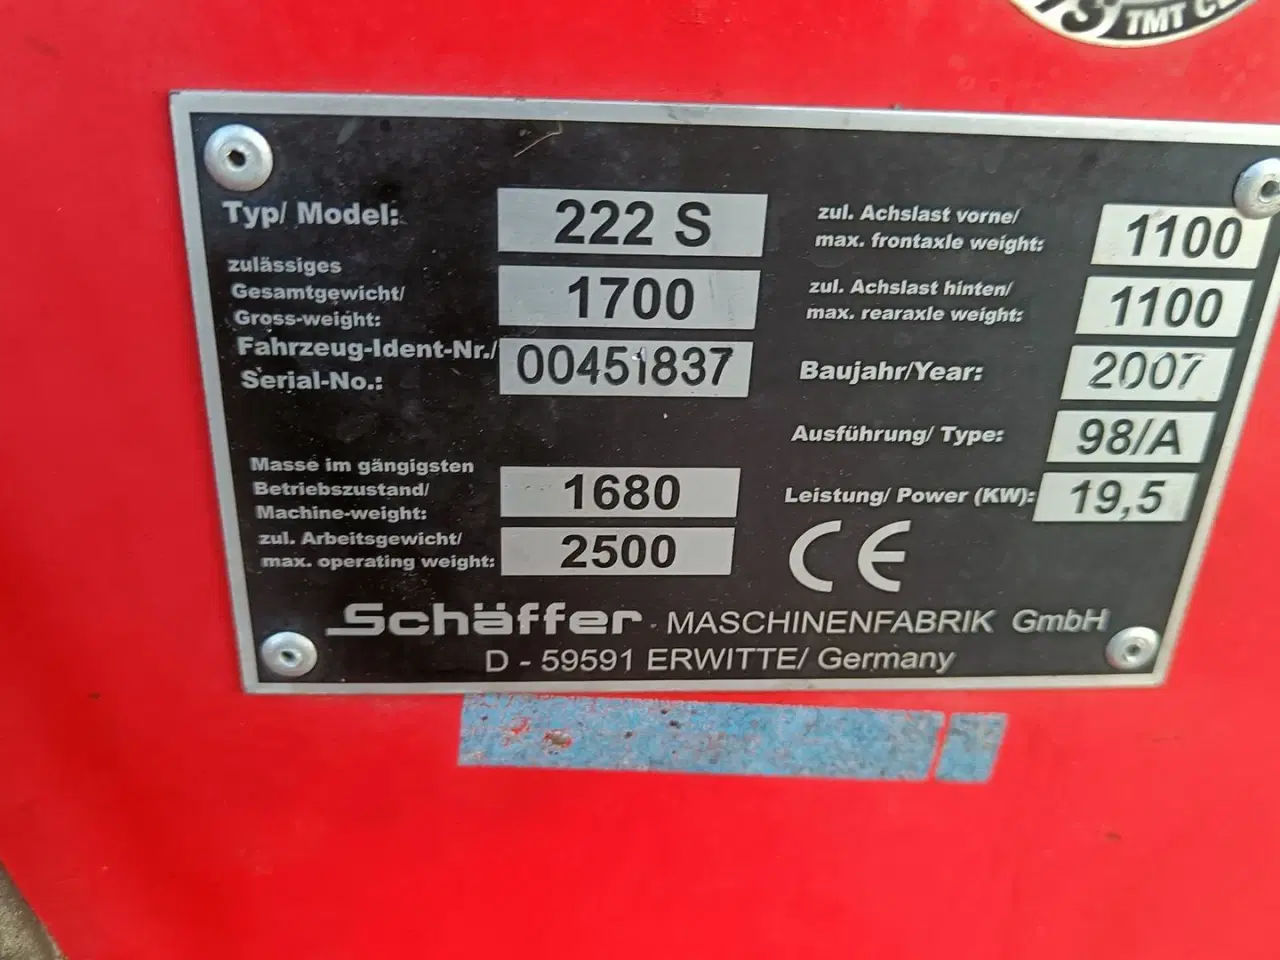 TMT
Typ/ Model: 222 S
zulässiges
Gesamtgewicht/
Gross-weight: 1700
Fahrzeug-Ident-Nr./
Serial-No.: 00451837
Masse im gängigsten
Betriebszustand/
Machine-weight: 1680
zul. Arbeitsgewicht/
max. operating weight: 2500
zul. Achslast vorne/
max. frontaxle weight: 1100
zul. Achslast hinten/
max. rearaxle weight: 1100
Baujahr/Year: 2007
Ausführung/ Type: 98/A
Leistung/ Power (KW): 19,5
CE
Schäffer - MASCHINENFABRIK GmbH
D - 59591 ERWITTE/ Germany